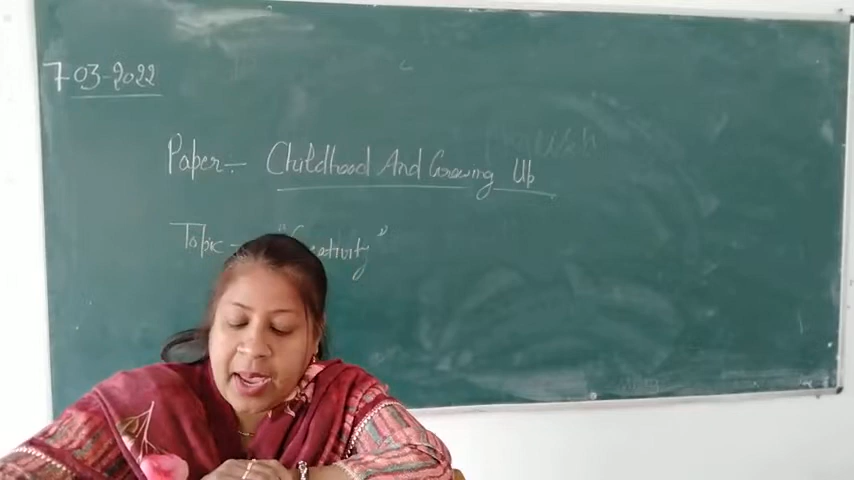 7-03-2022
Paper- Childhood And Growing Up
Topic - "Creativity"